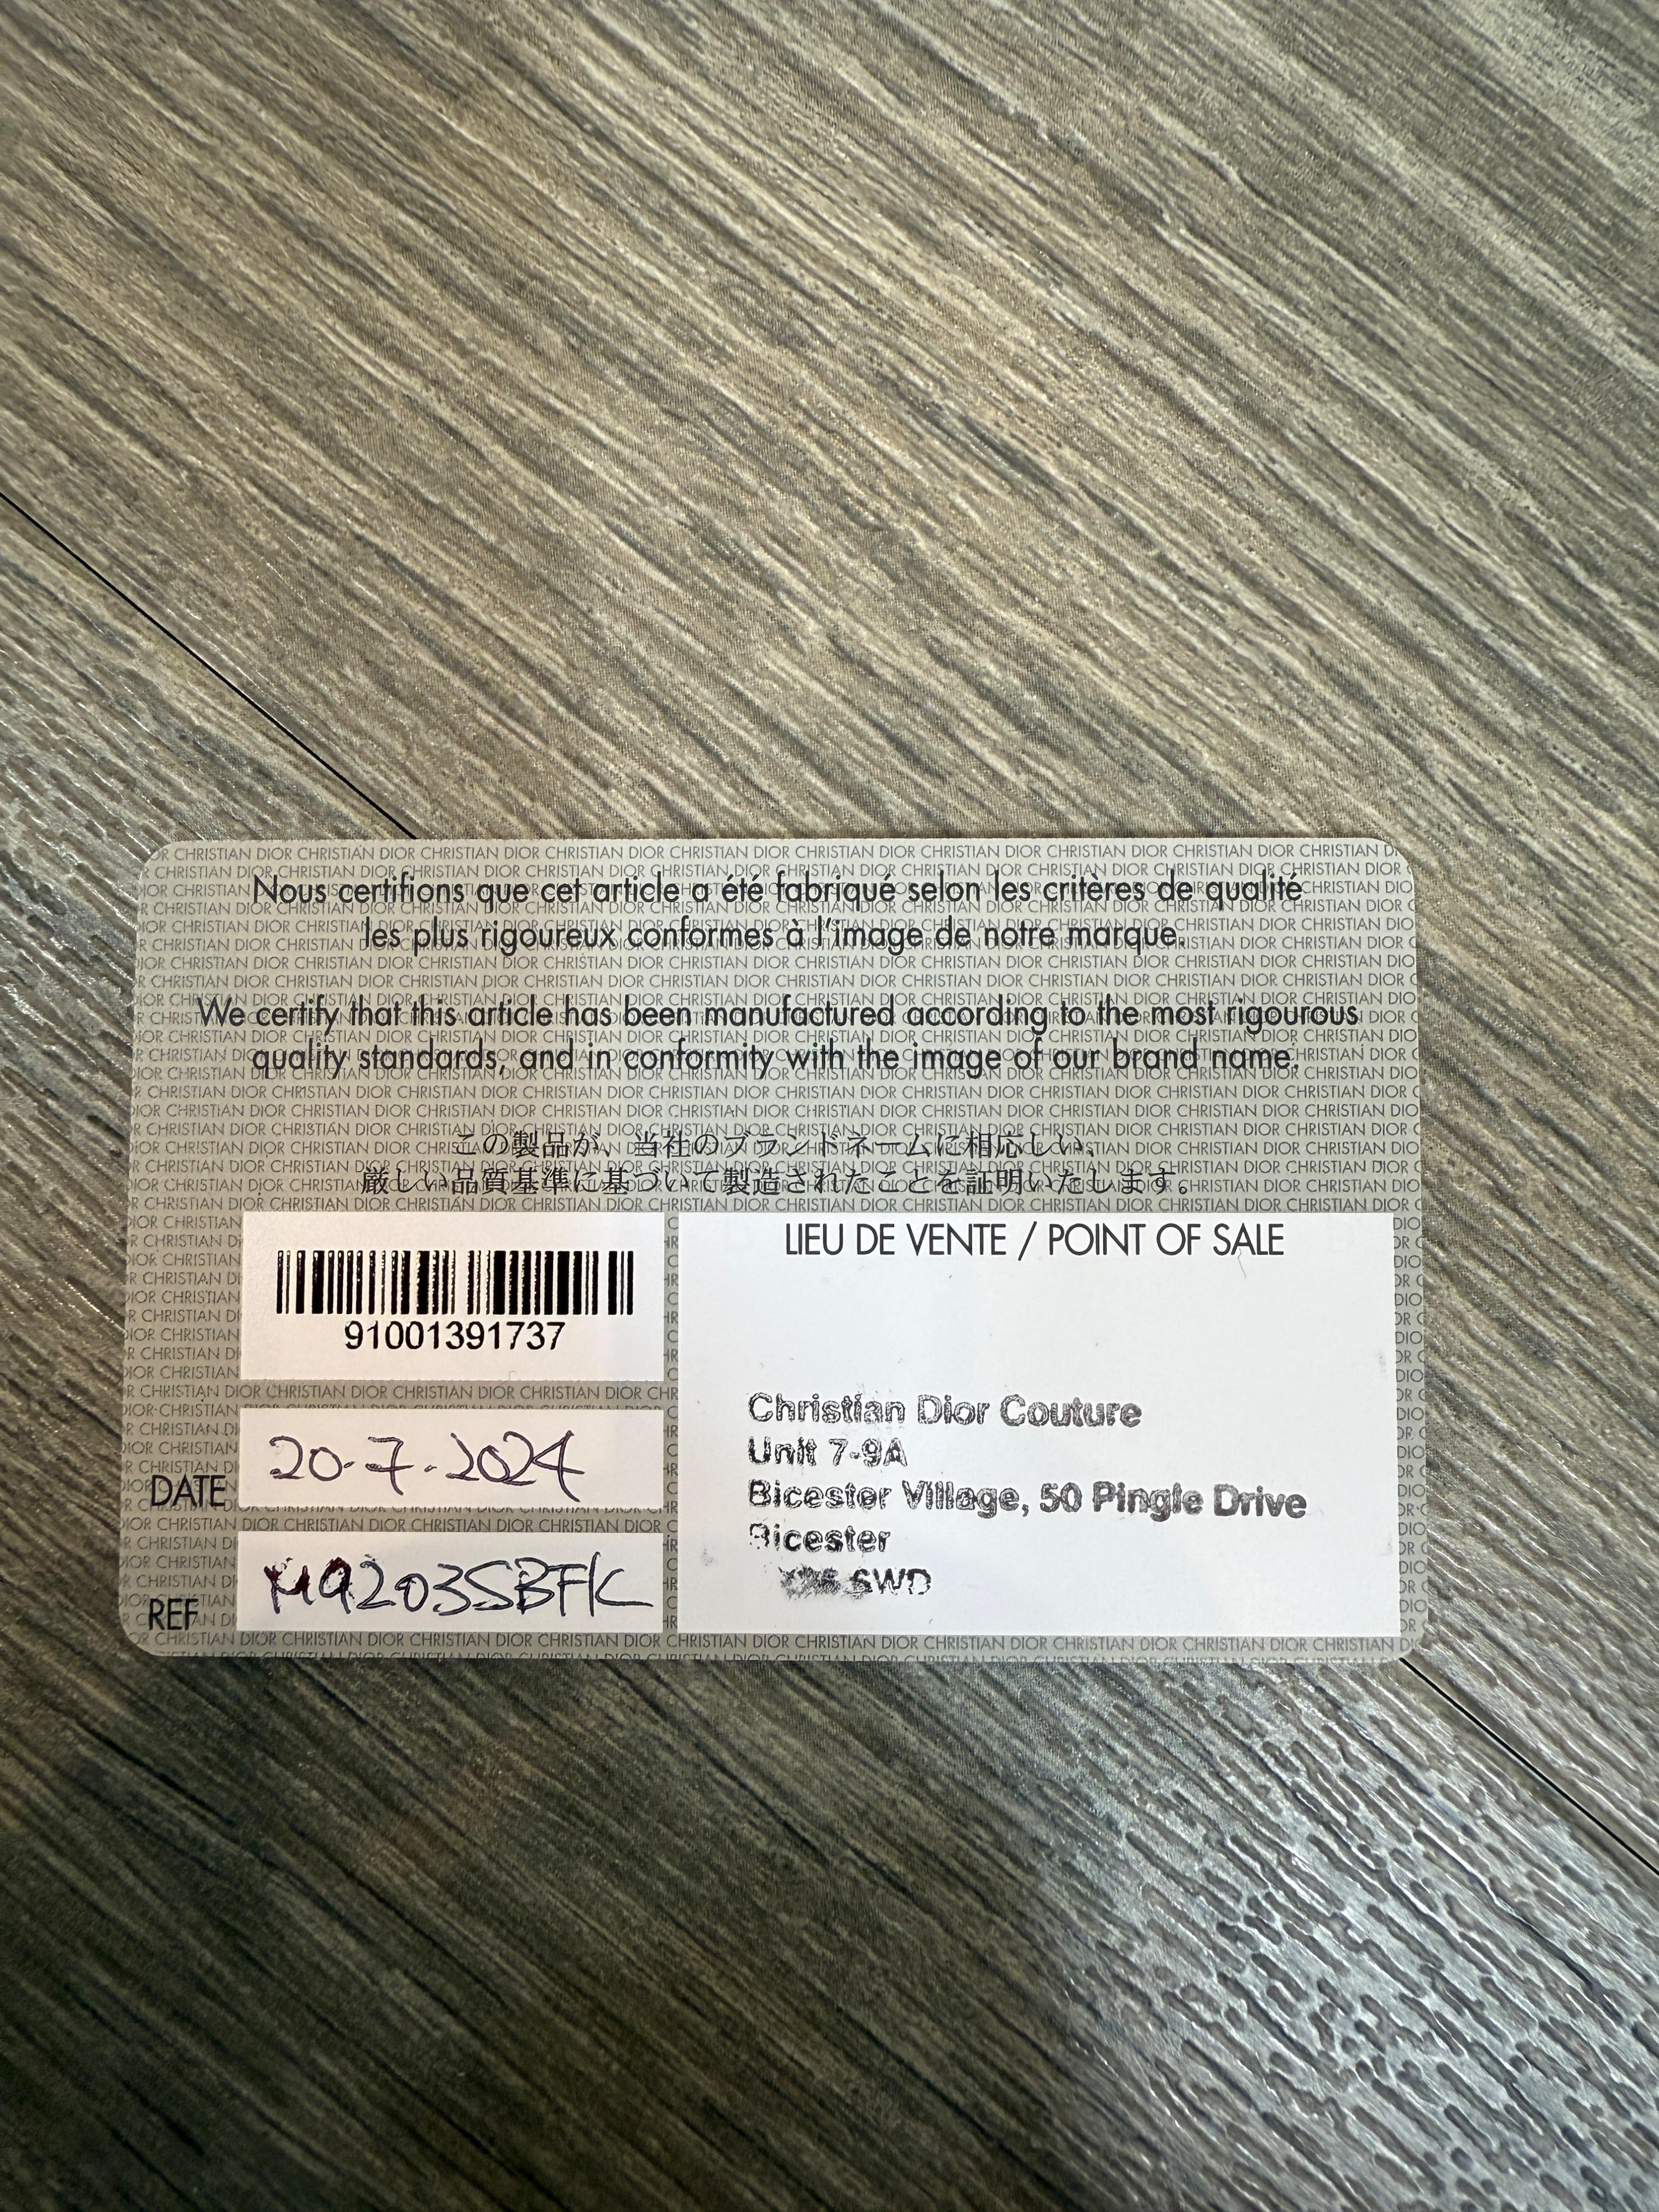 Nous certifions que cet article a été fabriqué selon les critères de qualité
les plus rigoureux conformes à l'image de notre marque.
We certify that this article has been manufactured according to the most rigourous
quality standards, and in conformity with the image of our brand name.
この製品が、当社のブランドネームに相応しい、
厳しい品質基準に基づいて製造されたことを証明いたします。
91001391737
DATE 20-7-2024
REF M9203SBFK
LIEU DE VENTE / POINT OF SALE
Christian Dior Couture
Unit 7-9A
Bicester Village, 50 Pingle Drive
Bicester
6WD